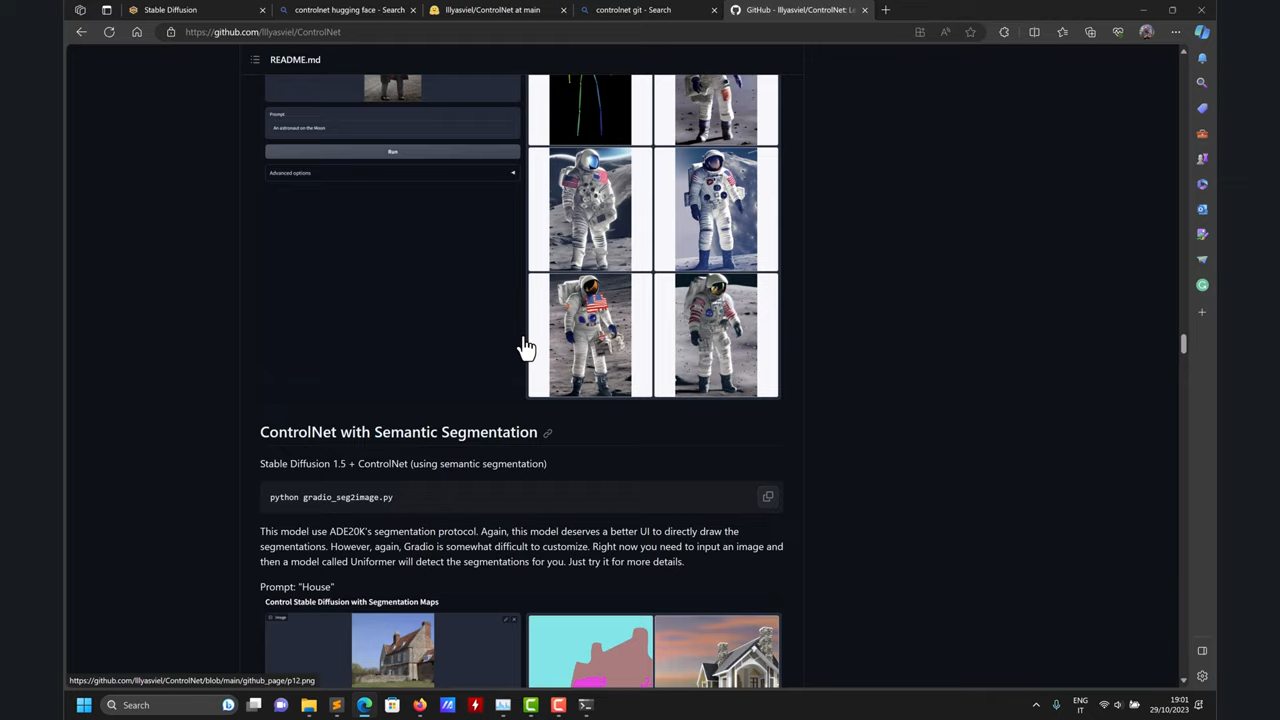 Stable Diffusion
controlnet hugging face - Search
lllyasviel/ControlNet at main
controlnet git - Search
GitHub - lllyasviel/ControlNet: Le
https://github.com/lllyasviel/ControlNet
README.md
Prompt
An astronaut on the Moon
Run
Advanced options
ControlNet with Semantic Segmentation
Stable Diffusion 1.5 + ControlNet (using semantic segmentation)
python gradio_seg2image.py
This model use ADE20K's segmentation protocol. Again, this model deserves a better UI to directly draw the
segmentations. However, again, Gradio is somewhat difficult to customize. Right now you need to input an image and
then a model called Uniformer will detect the segmentations for you. Just try it for more details.
Prompt: "House"
Control Stable Diffusion with Segmentation Maps
Image
https://github.com/lllyasviel/ControlNet/blob/main/github_page/p12.png
Search
ENG
IT
19:01
29/10/2023